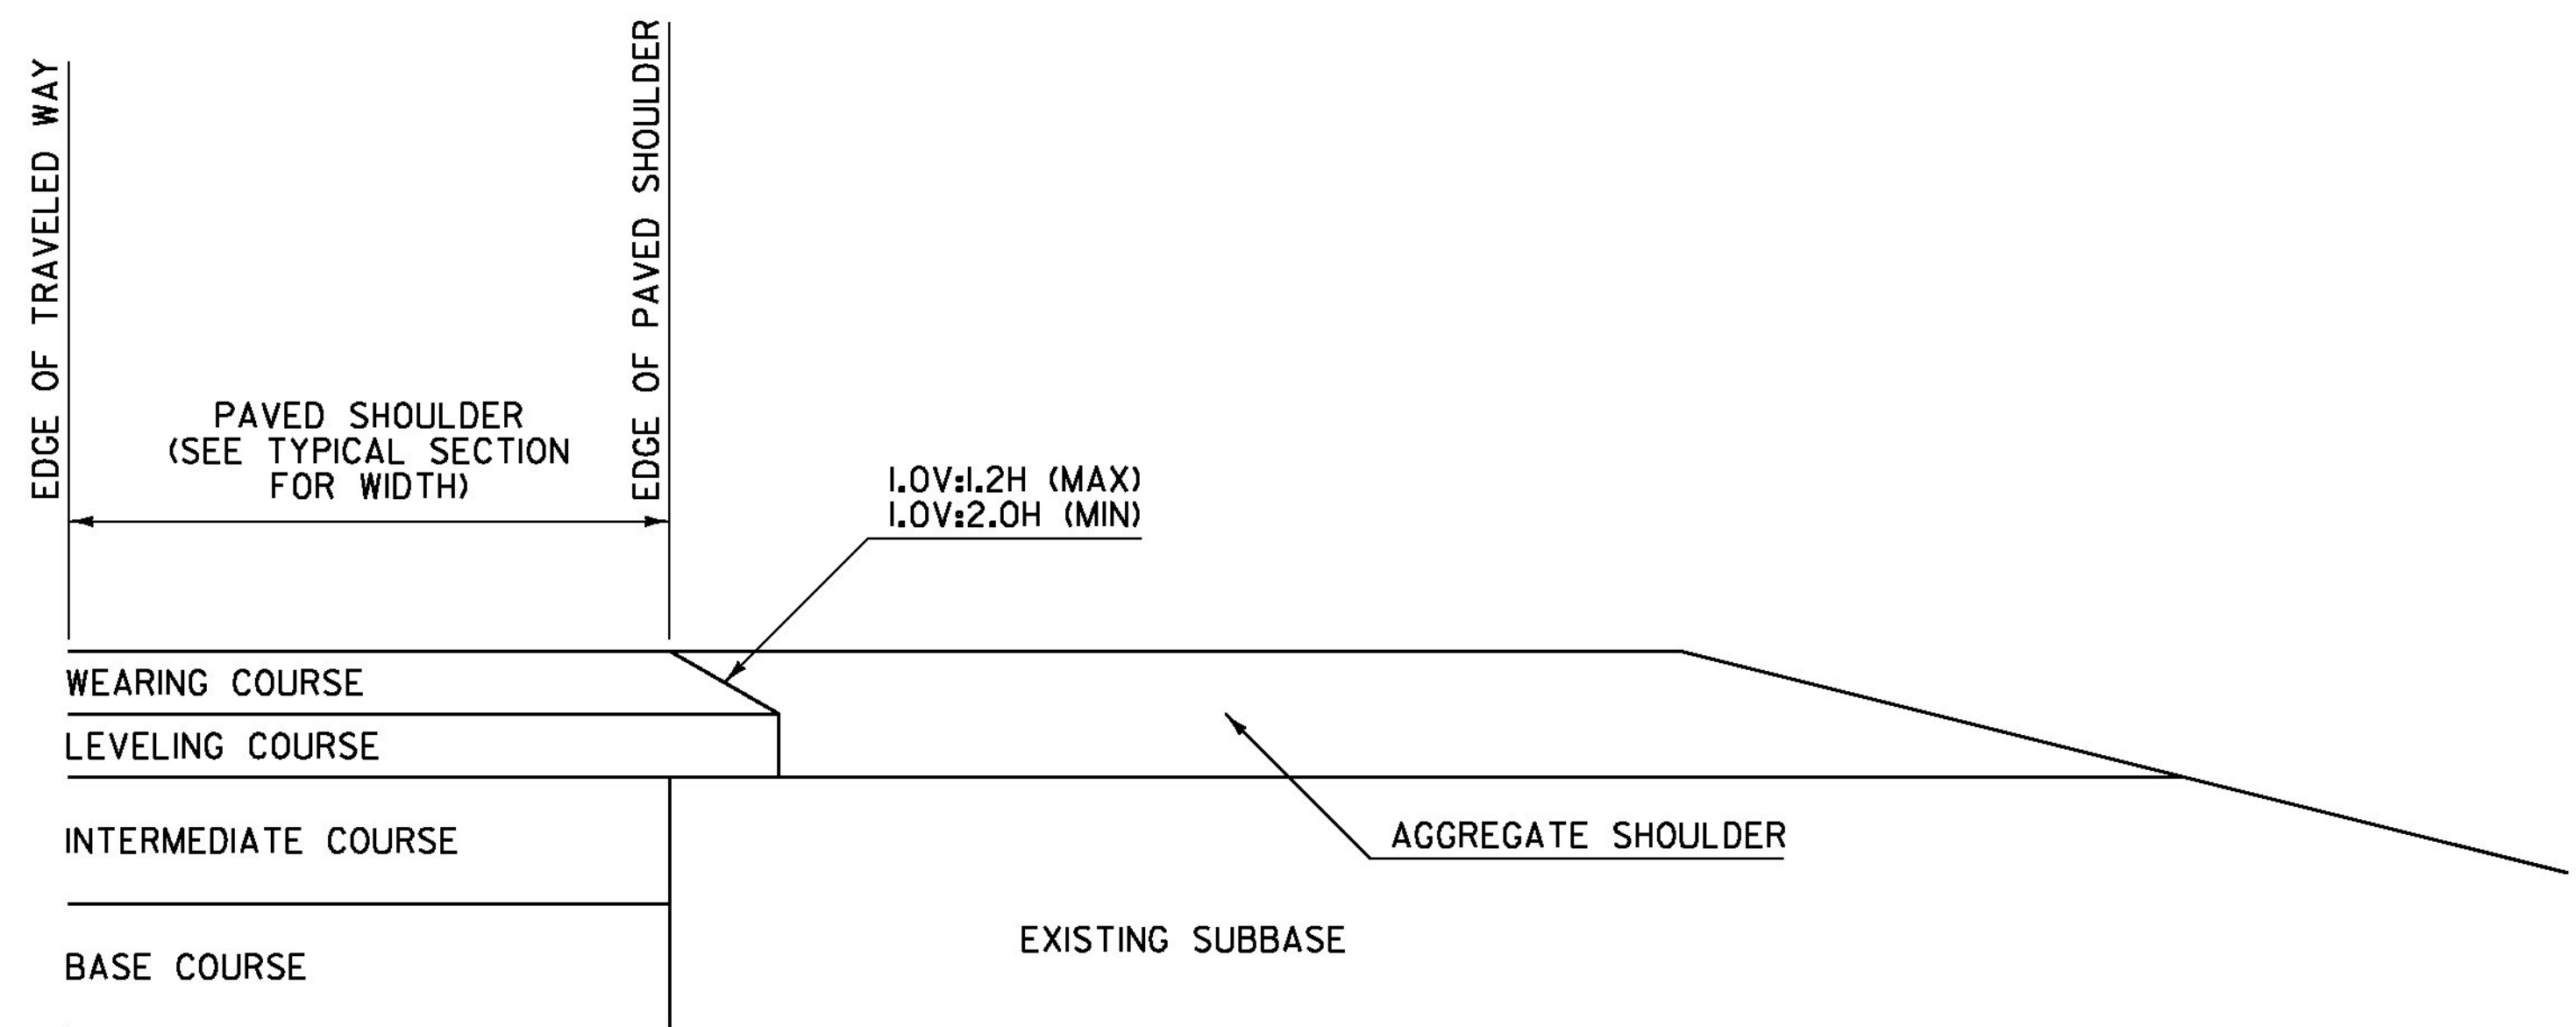 EDGE OF TRAVELED WAY
EDGE OF PAVED SHOULDER
PAVED SHOULDER
(SEE TYPICAL SECTION
FOR WIDTH)
1.0V:1.2H (MAX)
1.0V:2.0H (MIN)
WEARING COURSE
LEVELING COURSE
INTERMEDIATE COURSE
AGGREGATE SHOULDER
EXISTING SUBBASE
BASE COURSE